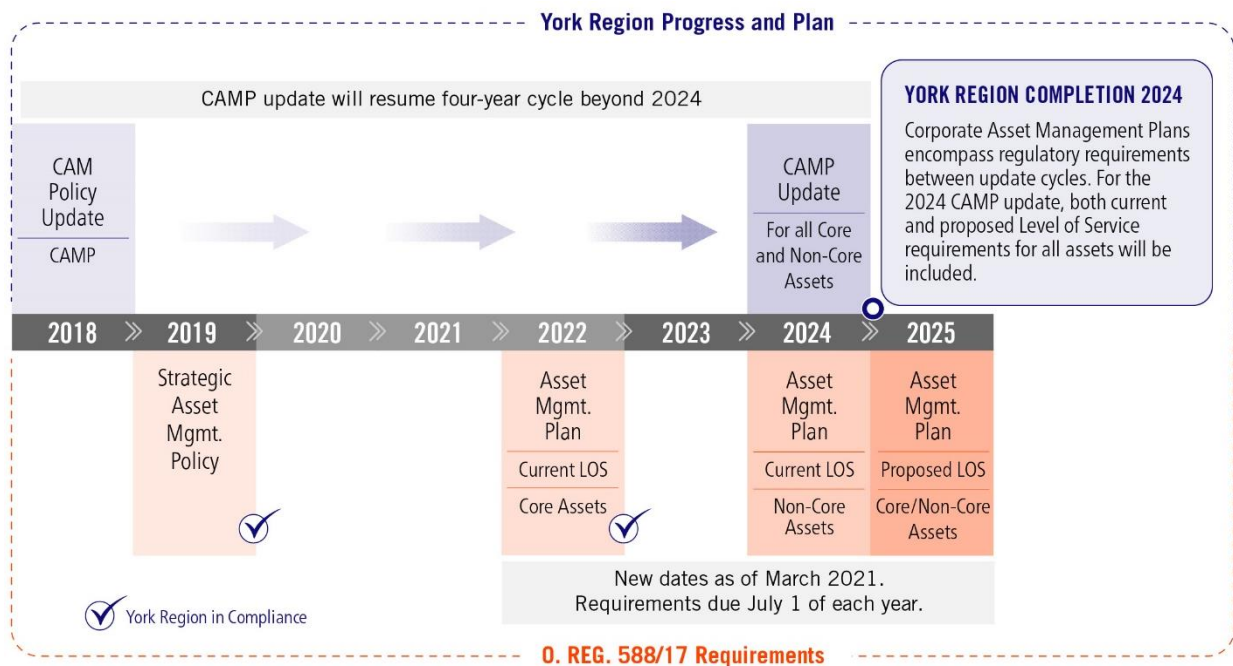 York Region Progress and Plan
CAMP update will resume four-year cycle beyond 2024
YORK REGION COMPLETION 2024
Corporate Asset Management Plans
encompass regulatory requirements
between update cycles. For the
2024 CAMP update, both current
and proposed Level of Service
requirements for all assets will be
included.
CAM
Policy
Update
CAMP
CAMP
Update
For all Core
and Non-Core
Assets
2018 » 2019 » 2020 » 2021 » 2022 » 2023 » 2024 » 2025
Strategic
Asset
Mgmt.
Policy
Asset
Mgmt.
Plan
Current LOS
Core Assets
Asset
Mgmt.
Plan
Current LOS
Non-Core
Assets
Asset
Mgmt.
Plan
Proposed LOS
Core/Non-Core
Assets
New dates as of March 2021.
Requirements due July 1 of each year.
York Region in Compliance
O. REG. 588/17 Requirements